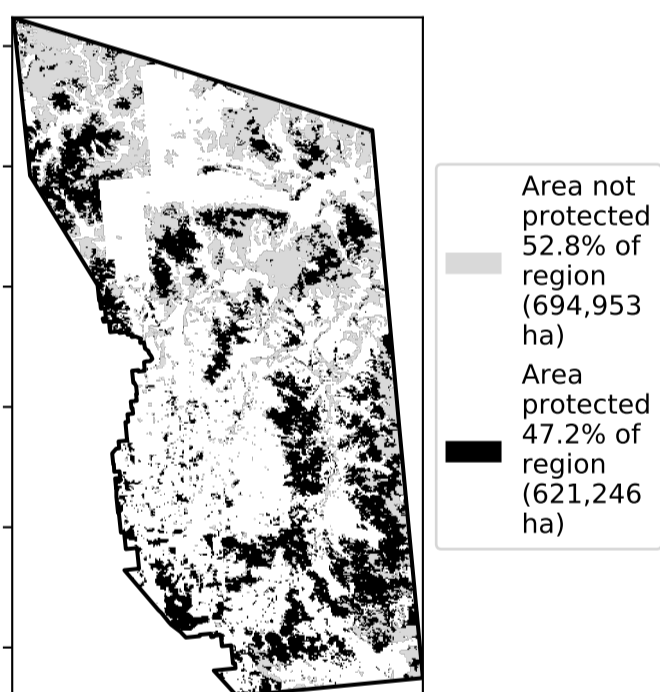 Area not
protected
52.8% of
region
(694,953
ha)
Area
protected
47.2% of
region
(621,246
ha)